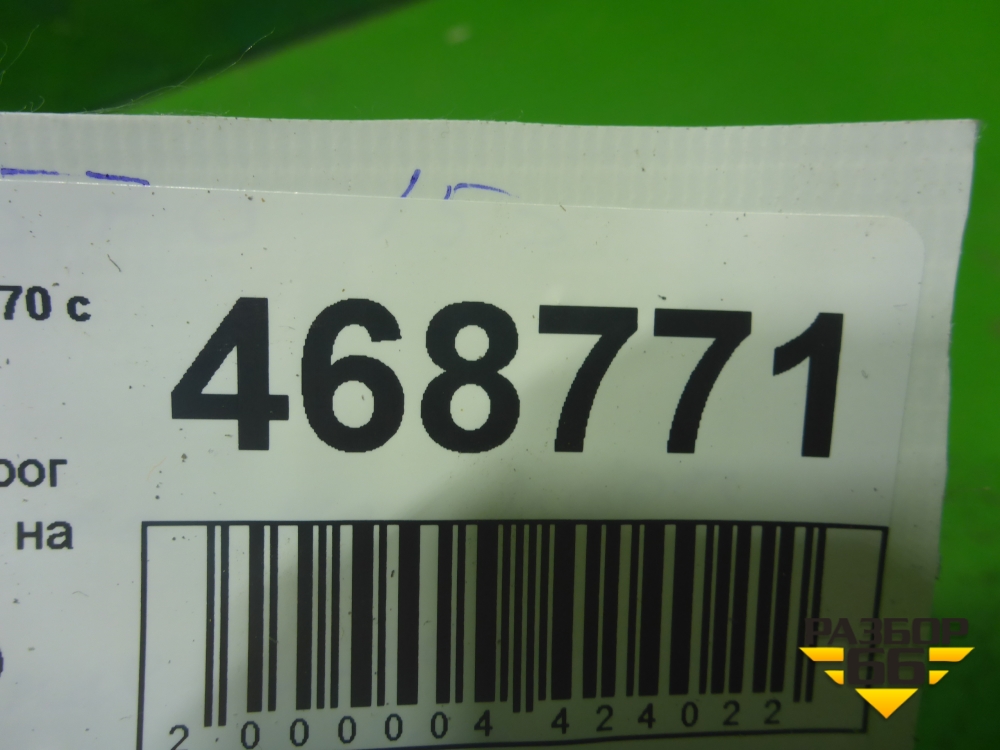 70 с
468771
рог
на
2 000004 424022
РАЗБОР
66